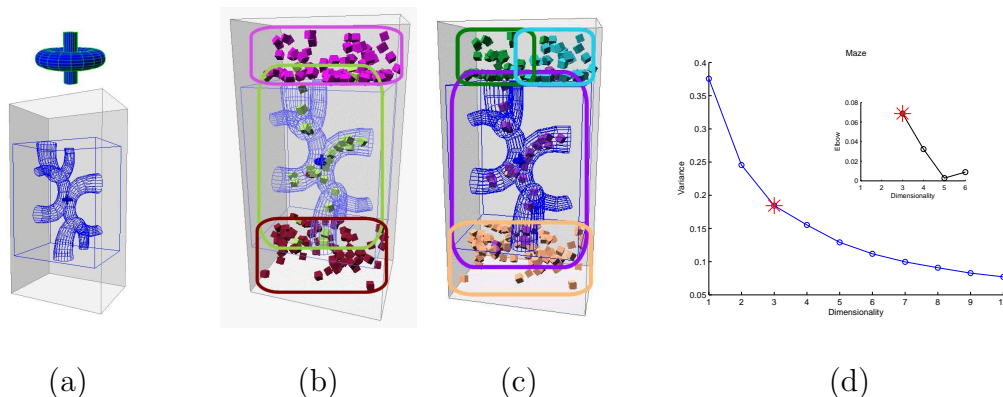 Maze
0.4
0.35
0.3
0.25
0.2
0.15
0.1
0.05
Variance
1 2 3 4 5 6 7 8 9 1
Dimensionality
0.08
0.06
0.04
0.02
0
Elbow
1 2 3 4 5 6
Dimensionality
(a) (b) (c) (d)